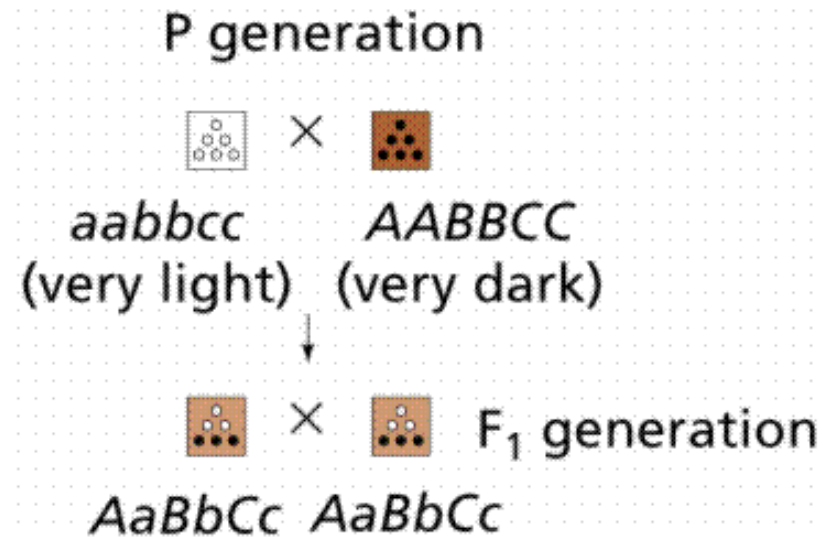 P generation
×
aabbcc AABBCC
(very light) (very dark)
× F₁ generation
AaBbCc AaBbCc